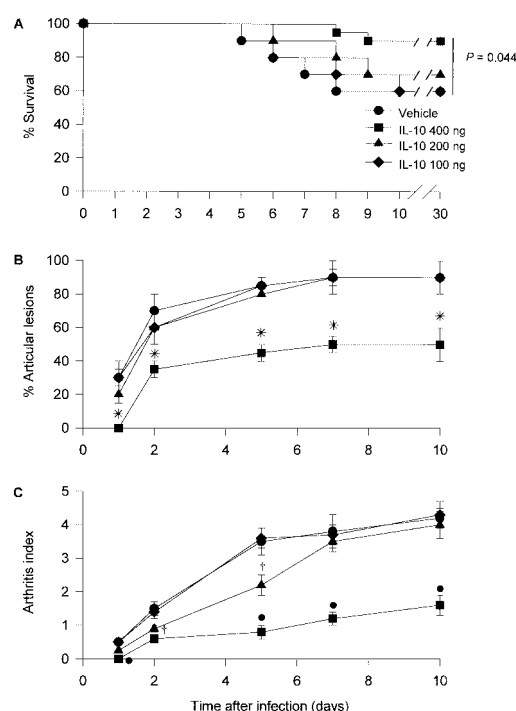 A
% Survival
100
80
60
40
20
0
P = 0.044
Vehicle
IL-10 400 ng
IL-10 200 ng
IL-10 100 ng
0 1 2 3 4 5 6 7 8 9 10 30
B
% Articular lesions
100
80
60
40
20
0
* * * * *
0 2 4 6 8 10
C
Arthritis index
5
4
3
2
1
0
† †
0 2 4 6 8 10
Time after infection (days)